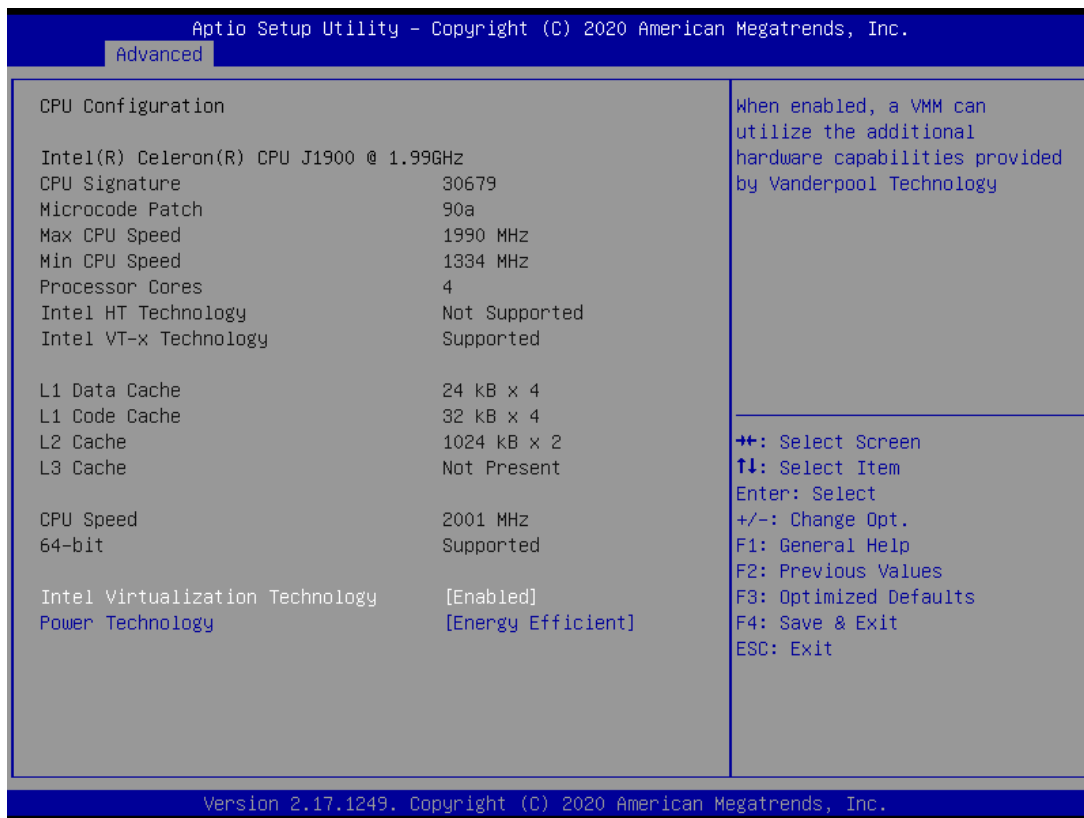 Aptio Setup Utility – Copyright (C) 2020 American Megatrends, Inc.
Advanced
CPU Configuration
Intel(R) Celeron(R) CPU J1900 @ 1.99GHz
CPU Signature 30679
Microcode Patch 90a
Max CPU Speed 1990 MHz
Min CPU Speed 1334 MHz
Processor Cores 4
Intel HT Technology Not Supported
Intel VT-x Technology Supported
L1 Data Cache 24 kB x 4
L1 Code Cache 32 kB x 4
L2 Cache 1024 kB x 2
L3 Cache Not Present
CPU Speed 2001 MHz
64-bit Supported
Intel Virtualization Technology [Enabled]
Power Technology [Energy Efficient]
When enabled, a VMM can
utilize the additional
hardware capabilities provided
by Vanderpool Technology
→←: Select Screen
↑↓: Select Item
Enter: Select
+/-: Change Opt.
F1: General Help
F2: Previous Values
F3: Optimized Defaults
F4: Save & Exit
ESC: Exit
Version 2.17.1249. Copyright (C) 2020 American Megatrends, Inc.